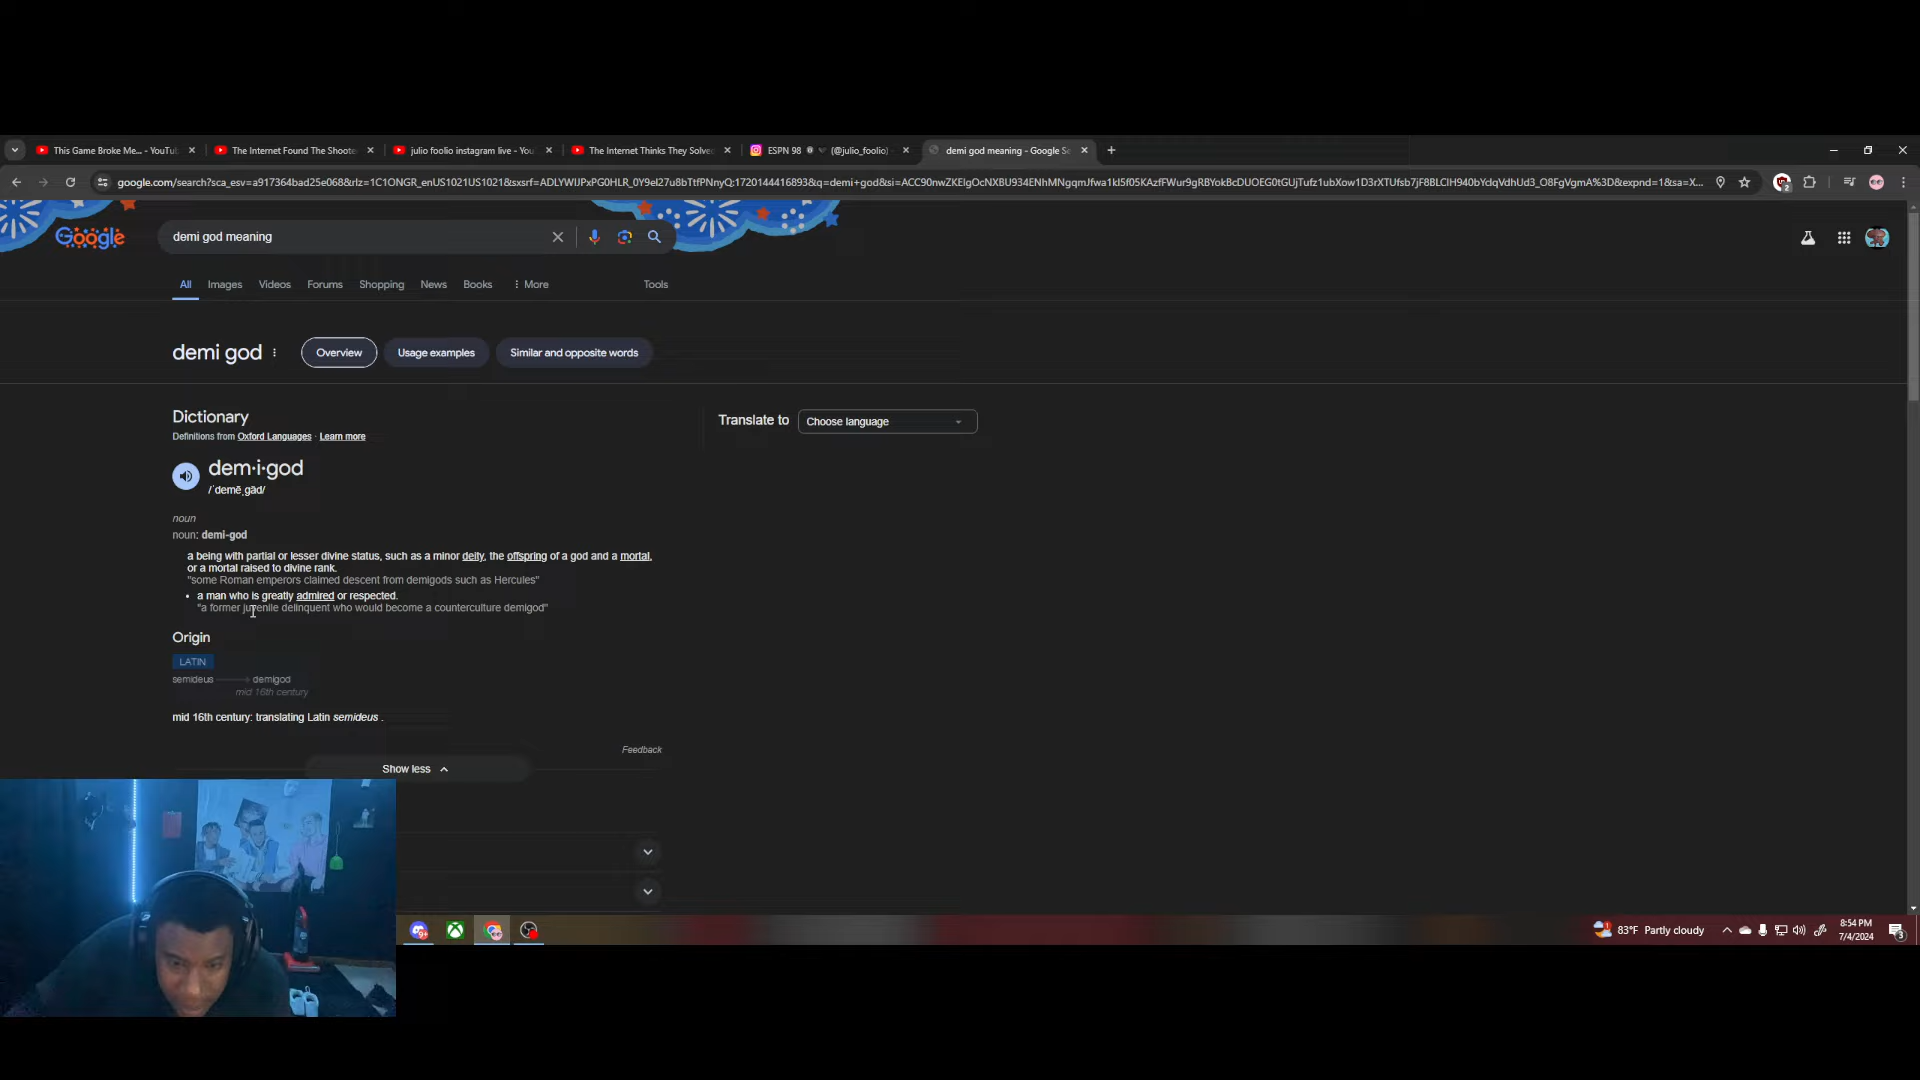 This Game Broke Me... - YouTu
The Internet Found The Shoote
julio foolio instagram live - You
The Internet Thinks They Solve
ESPN 98 (@julio_foolio)
demi god meaning - Google Se
Google
demi god meaning
All
Images
Videos
Forums
Shopping
News
Books
More
Tools
demi god
Overview
Usage examples
Similar and opposite words
Dictionary
Definitions from Oxford Languages · Learn more
Translate to
Choose language
dem·i·god
/ˈdemēˌɡäd/
noun
noun: demi-god
a being with partial or lesser divine status, such as a minor deity, the offspring of a god and a mortal,
or a mortal raised to divine rank.
"some Roman emperors claimed descent from demigods such as Hercules"
• a man who is greatly admired or respected.
"a former juvenile delinquent who would become a counterculture demigod"
Origin
LATIN
semideus
demigod
mid 16th century
mid 16th century: translating Latin semideus .
Feedback
Show less
83°F Partly cloudy
8:54 PM
7/4/2024